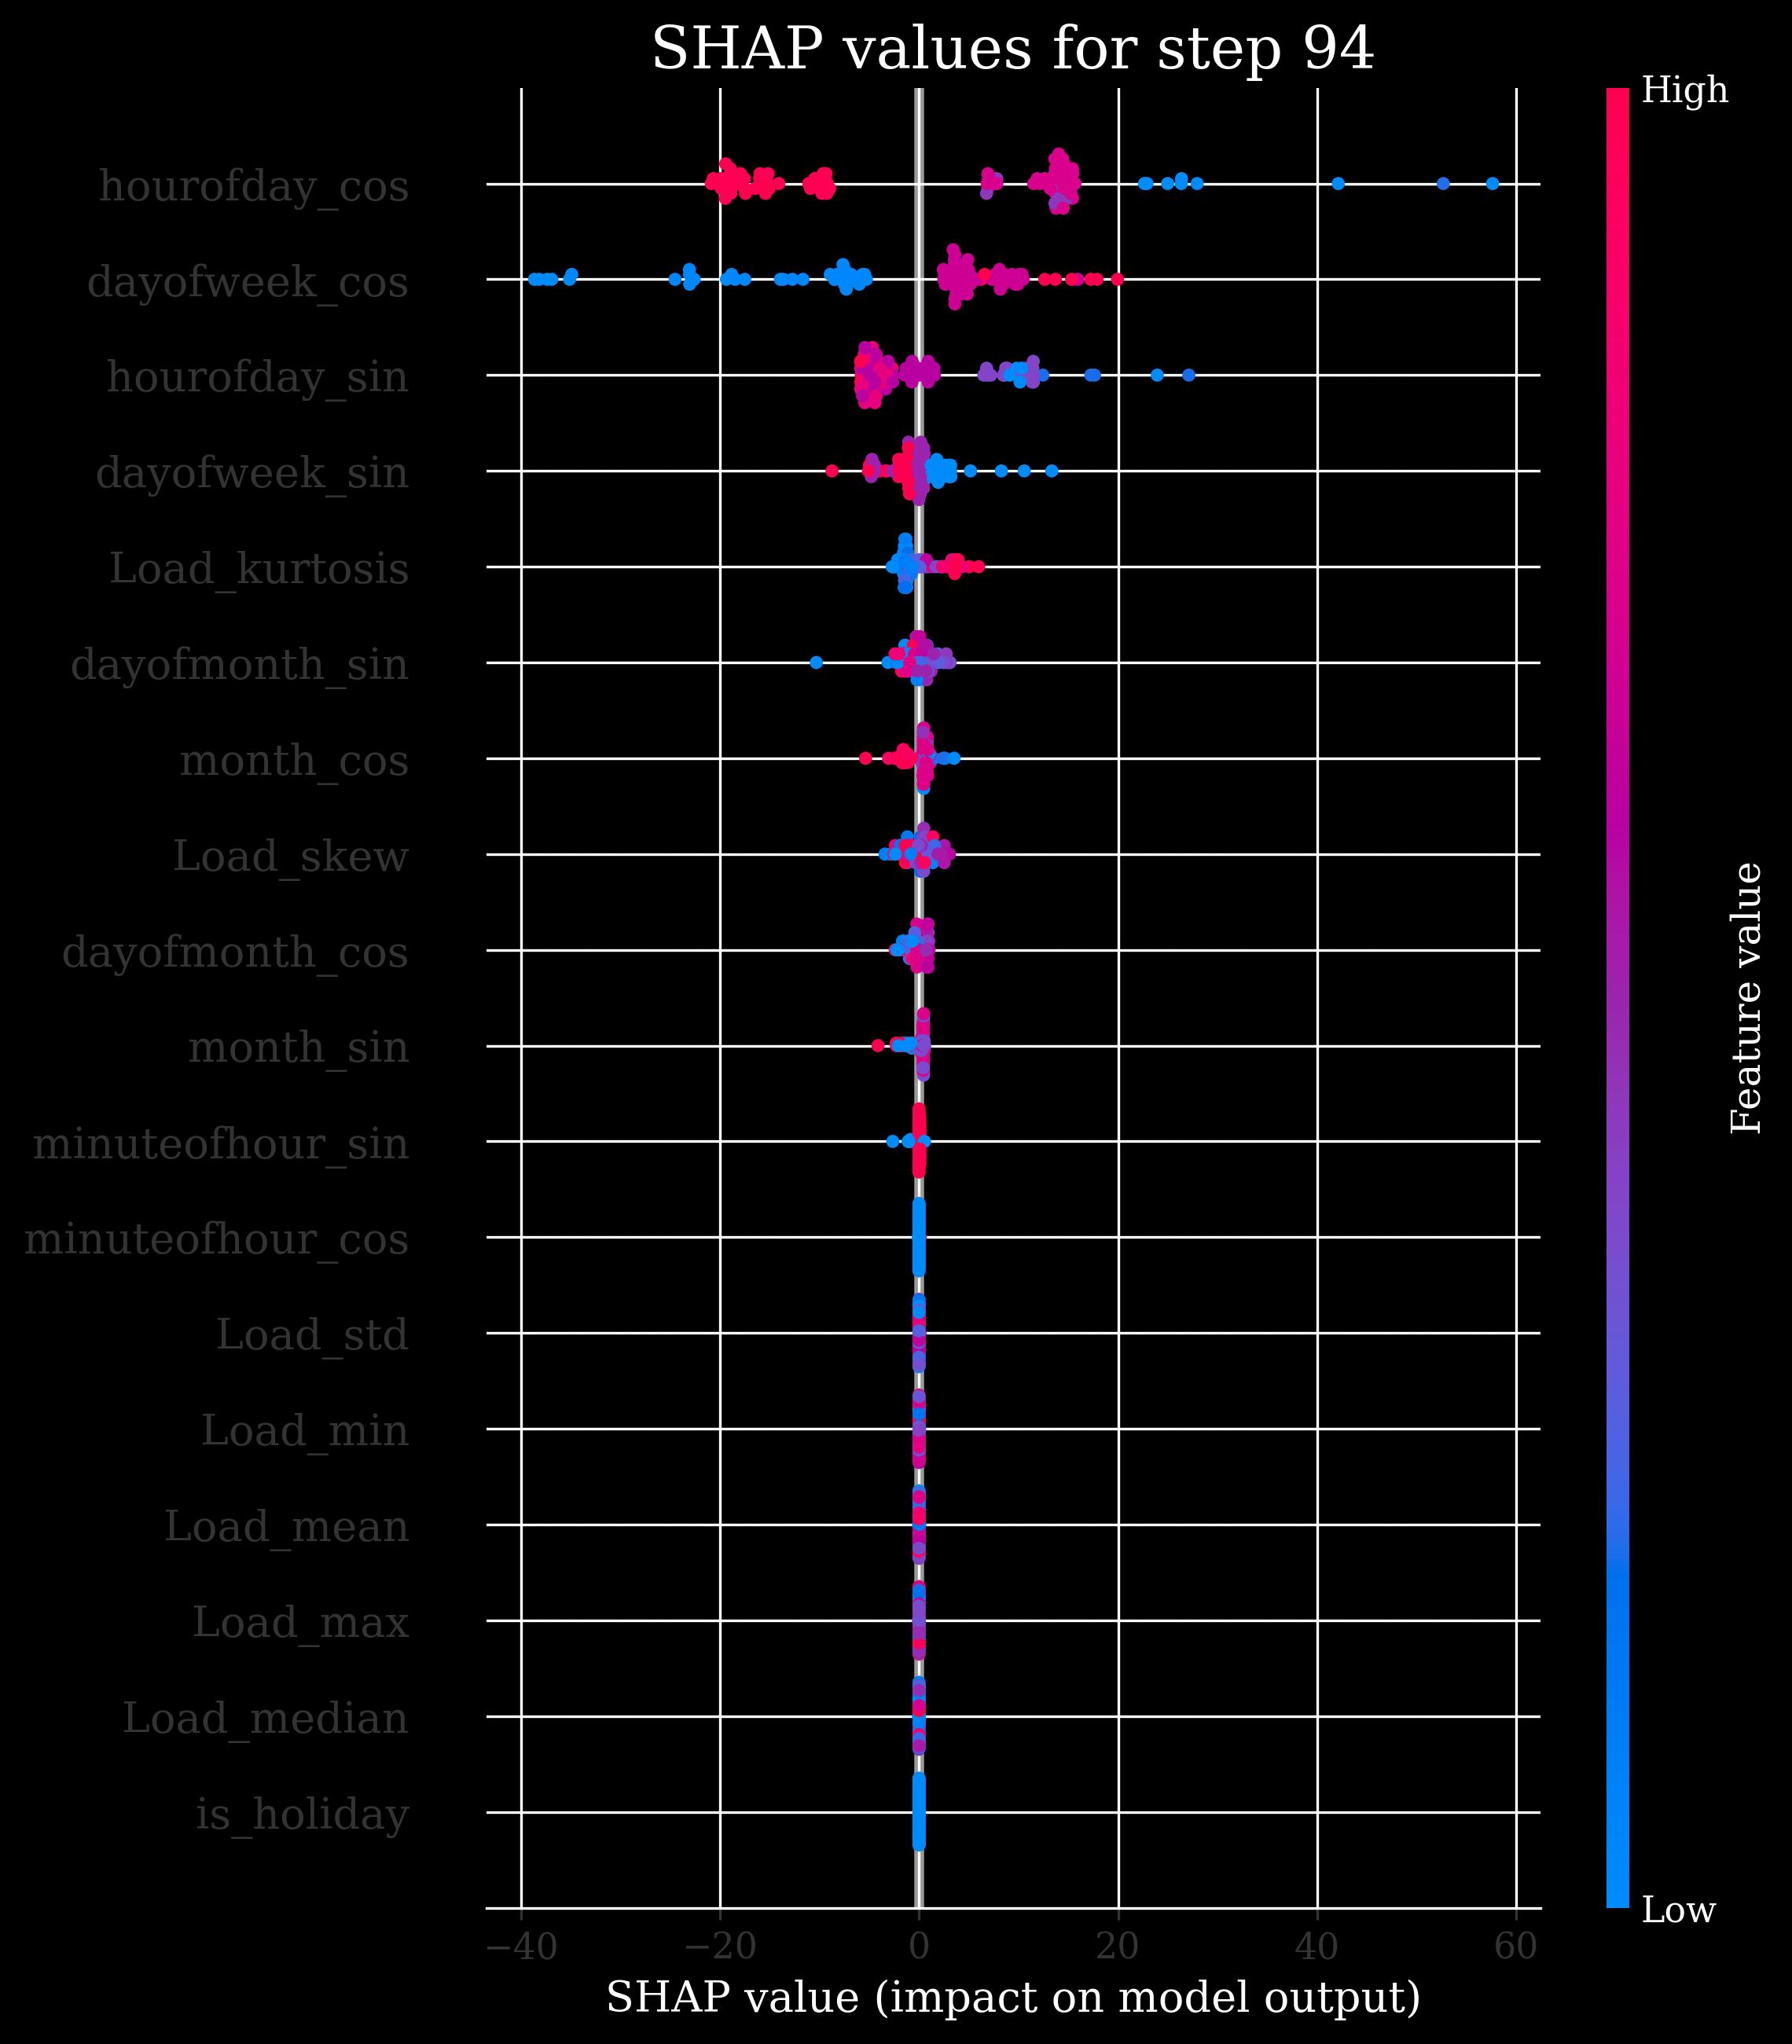 SHAP values for step 94
High
hourofday_cos
dayofweek_cos
hourofday_sin
dayofweek_sin
Load_kurtosis
dayofmonth_sin
month_cos
Load_skew
dayofmonth_cos
month_sin
minuteofhour_sin
minuteofhour_cos
Load_std
Load_min
Load_mean
Load_max
Load_median
is_holiday
Feature value
Low
−40 −20 0 20 40 60
SHAP value (impact on model output)